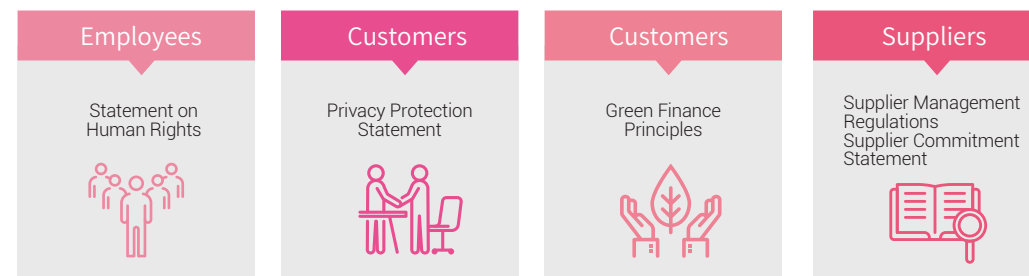 Employees
Statement on
Human Rights
Customers
Privacy Protection
Statement
Customers
Green Finance
Principles
Suppliers
Supplier Management
Regulations
Supplier Commitment
Statement